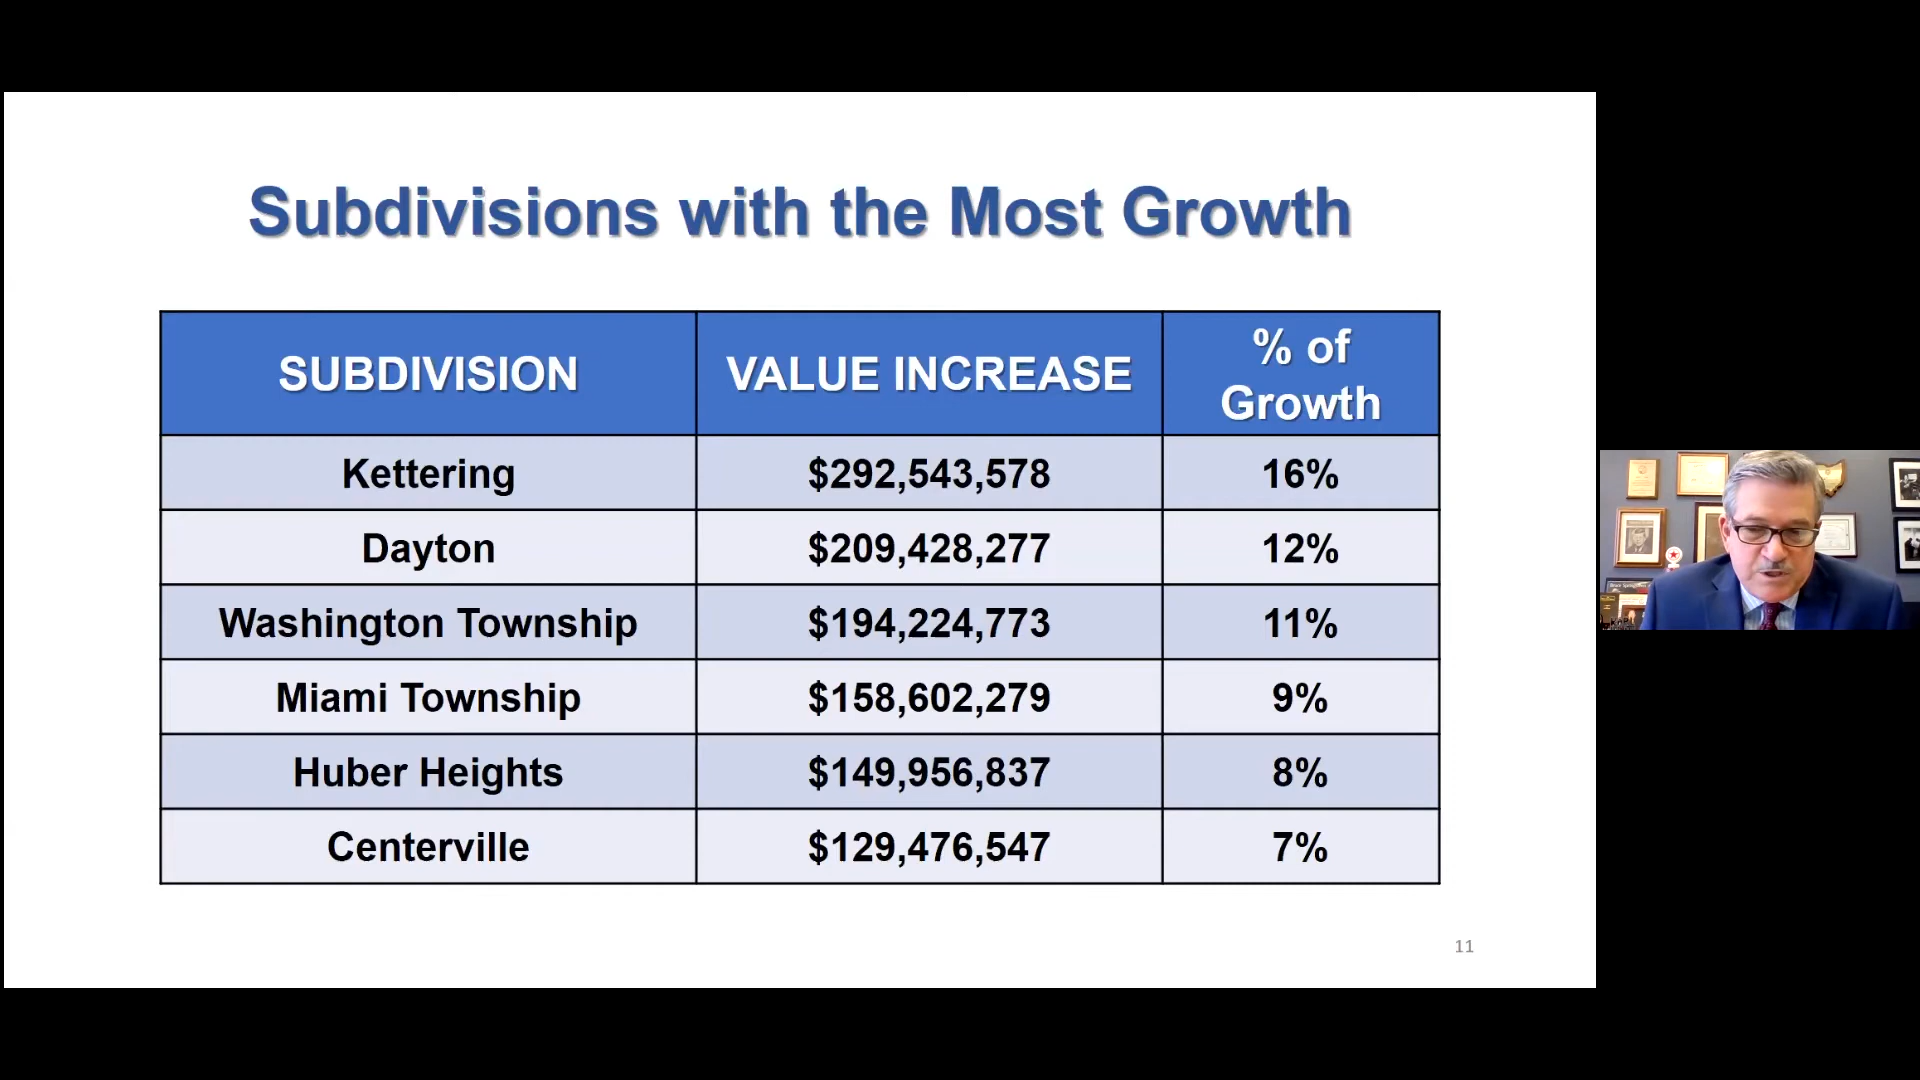 Subdivisions with the Most Growth
SUBDIVISION VALUE INCREASE % of Growth
Kettering $292,543,578 16%
Dayton $209,428,277 12%
Washington Township $194,224,773 11%
Miami Township $158,602,279 9%
Huber Heights $149,956,837 8%
Centerville $129,476,547 7%
11